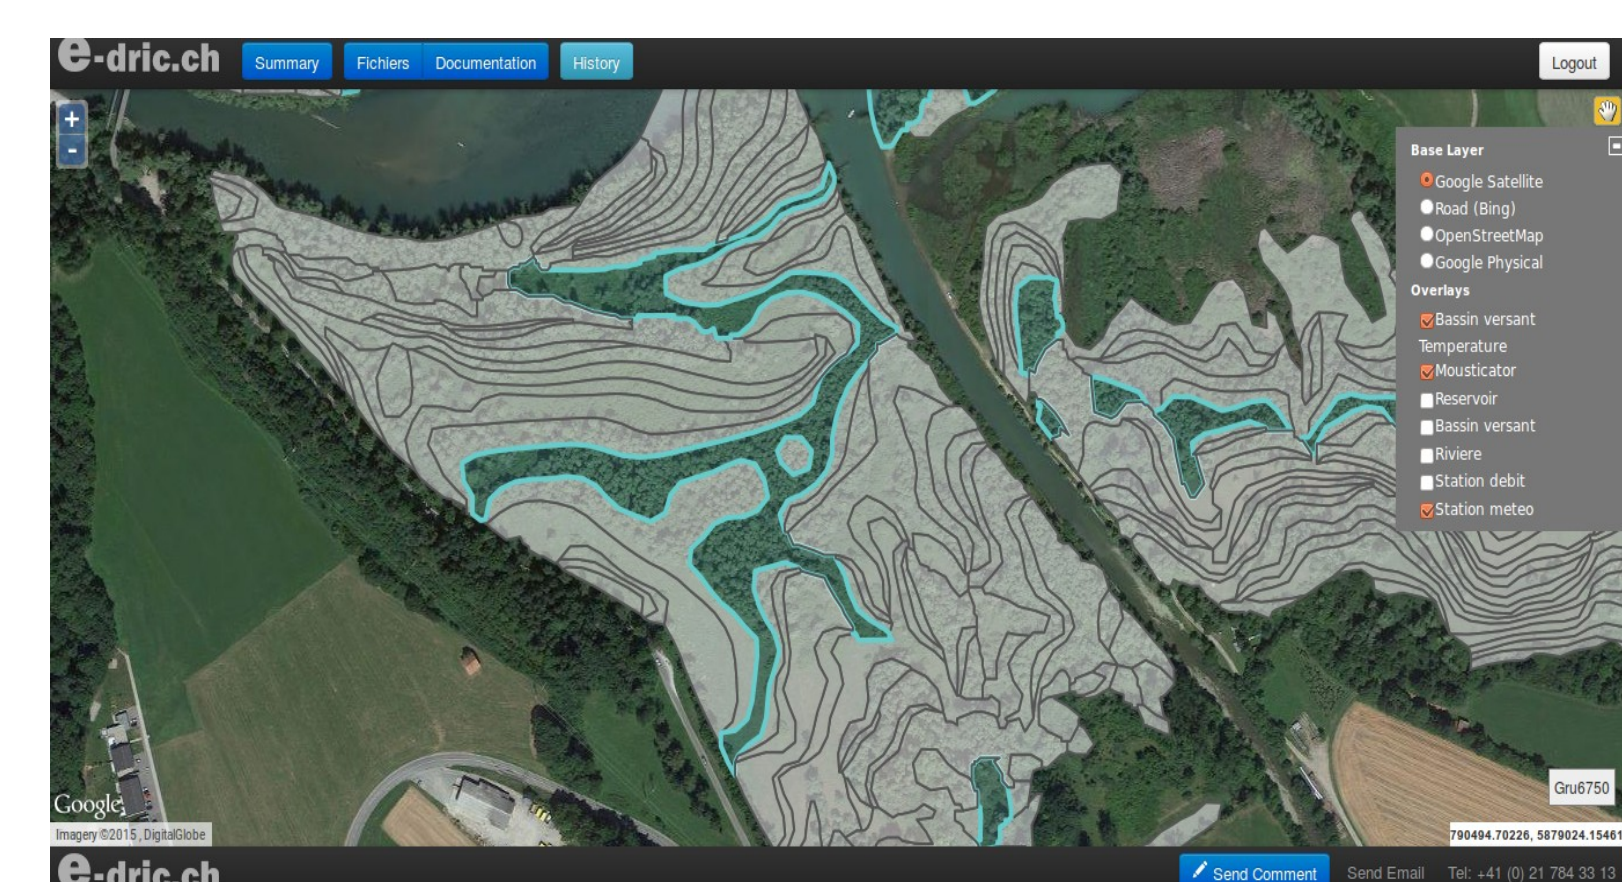 e-dric.ch Summary Fichiers Documentation History Logout
+
-
Base Layer
Google Satellite
Road (Bing)
OpenStreetMap
Google Physical
Overlays
Bassin versant
Temperature
Mousticator
Reservoir
Bassin versant
Riviere
Station debit
Station meteo
Gru6750
Google
Imagery ©2015 , DigitalGlobe
790494.70226, 5879024.15461
e-dric.ch Send Comment Send Email Tel: +41 (0) 21 784 33 13